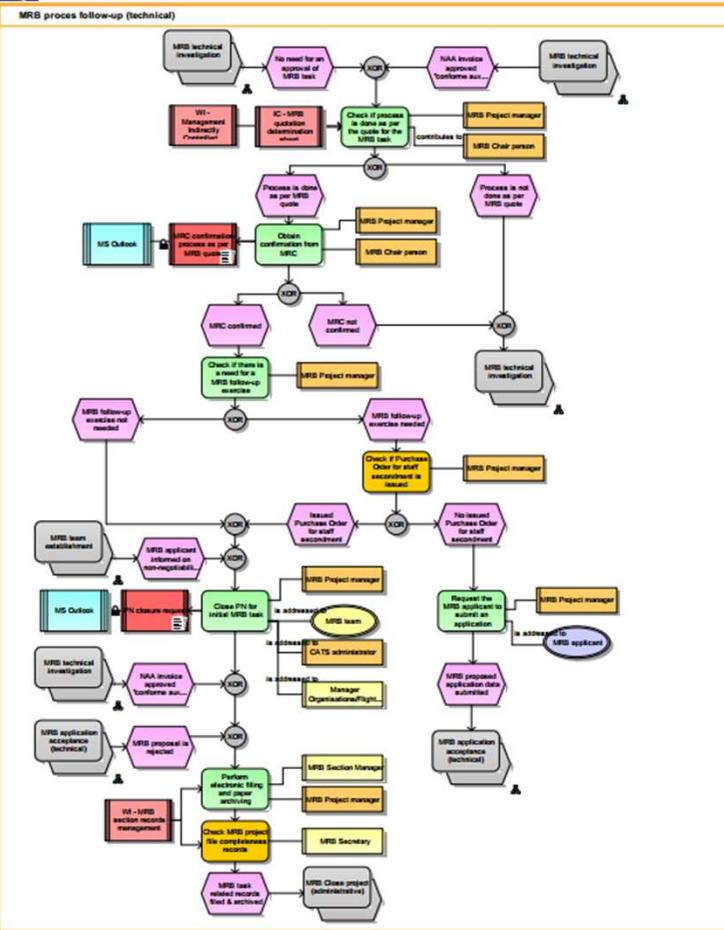 MRB proces follow-up (technical)
MRB technical
investigation
No need for an
approval of
MRB task
XOR
NAA invoice
approved
"conforme aux...
MRB technical
investigation
WI -
Management
Indirectly
Controlled
IC - MRB
quotation
determination
Check if process
is done as per
the quote for the
MRB task
MRB Project manager
contributes to
MRB Chair person
XOR
Process is done
as per MRB
quote
Process is not
done as per MRB
quote
MS Outlook
MRC confirmation
process as per
MRB quote
Obtain
confirmation from
MRC
MRB Project manager
MRB Chair person
XOR
MRC confirmed
MRC not
confirmed
XOR
MRB technical
investigation
Check if there is
a need for a
MRB follow-up
exercise
MRB Project manager
MRB follow-up
exercise not
needed
XOR
MRB follow-up
exercise needed
Check if Purchase
Order for staff
secondment is
issued
MRB Project manager
XOR
Issued
Purchase Order
for staff
secondment
XOR
No issued
Purchase Order
for staff
secondment
MRB team
establishment
MRB applicant
informed on
non-negotiabili...
XOR
MS Outlook
PN closure request
Close PN for
initial MRB task
MRB Project manager
is addressed to
MRB team
is addressed to
CATS administrator
is addressed to
Manager
Organisations/Flight...
Request the
MRB applicant to
submit an
application
MRB Project manager
is addressed to
MRB applicant
MRB technical
investigation
NAA invoice
approved
"conforme aux...
XOR
MRB proposed
application data
submitted
MRB application
acceptance
(technical)
MRB proposal is
rejected
XOR
MRB application
acceptance
(technical)
Perform
electronic filing
and paper
archiving
MRB Section Manager
MRB Project manager
WI - MRB
section records
management
Check MRB project
file completeness
records
MRB Secretary
MRB task
related records
filed & archived
MRB Close project
(administrative)